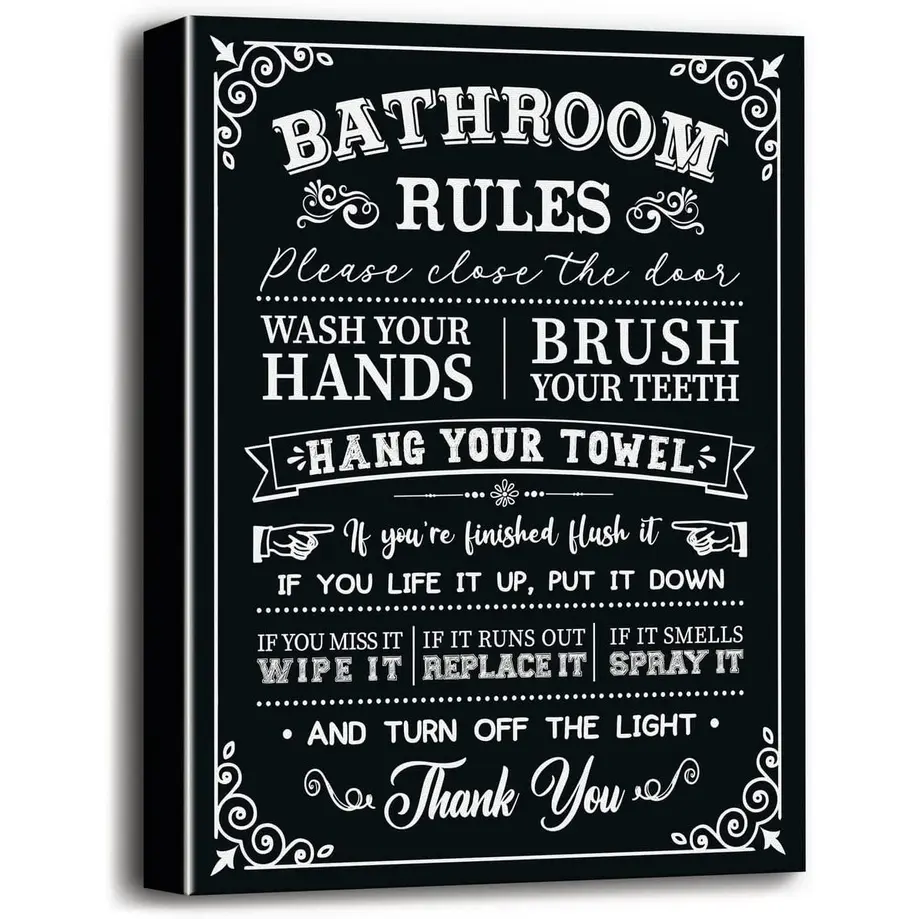 BATHROOM
RULES
Please close the door
WASH YOUR
HANDS
BRUSH
YOUR TEETH
HANG YOUR TOWEL
If you're finished flush it
IF YOU LIFE IT UP, PUT IT DOWN
IF YOU MISS IT
WIPE IT
IF IT RUNS OUT
REPLACE IT
IF IT SMELLS
SPRAY IT
• AND TURN OFF THE LIGHT •
Thank You